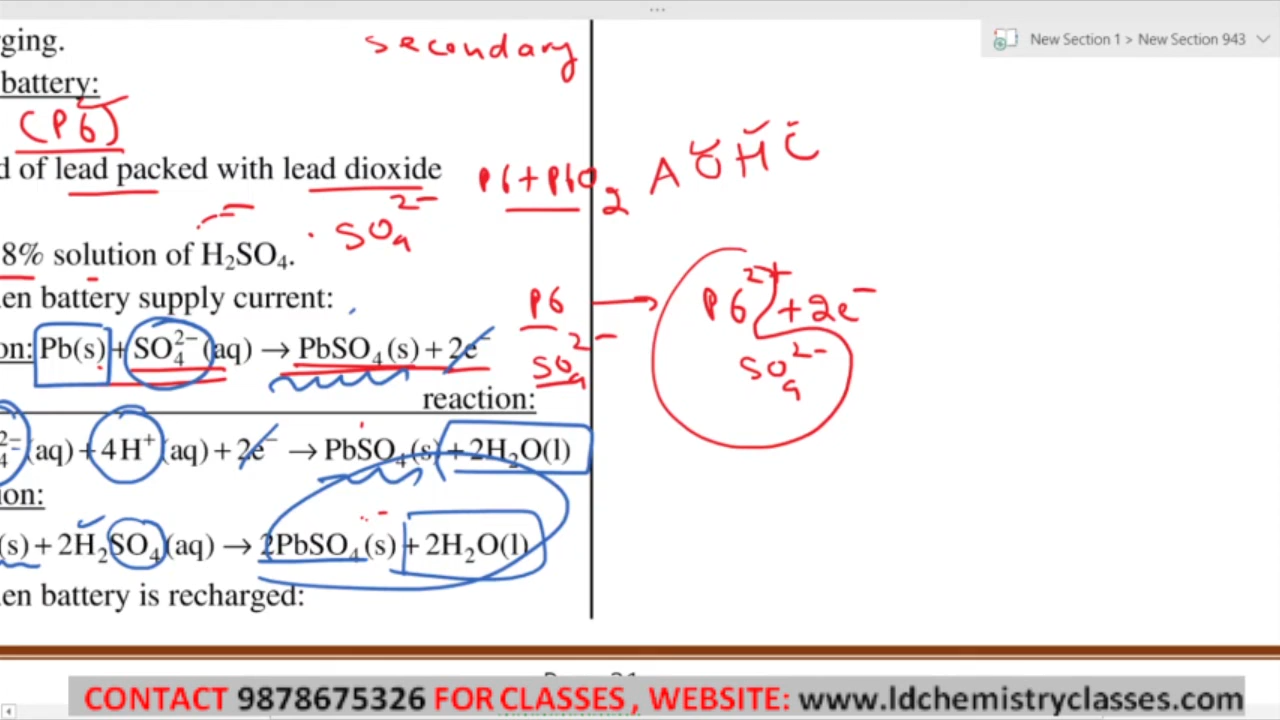 New Section 1 > New Section 943
ging.
secondary
battery:
(Pb)
d of lead packed with lead dioxide
Pb+PbO2
A O H C
SO4 2-
8% solution of H₂SO₄.
en battery supply current:
Pb → Pb2+ + 2e-
SO4 2-
SO4 2-
on: Pb(s) + SO₄²⁻(aq) → PbSO₄(s) + 2e⁻
reaction:
²⁻₄(aq) + 4H⁺(aq) + 2e⁻ → PbSO₄(s) + 2H₂O(l)
ion:
(s) + 2H₂SO₄(aq) → 2PbSO₄(s) + 2H₂O(l)
en battery is recharged:
CONTACT 9878675326 FOR CLASSES , WEBSITE: www.ldchemistryclasses.com